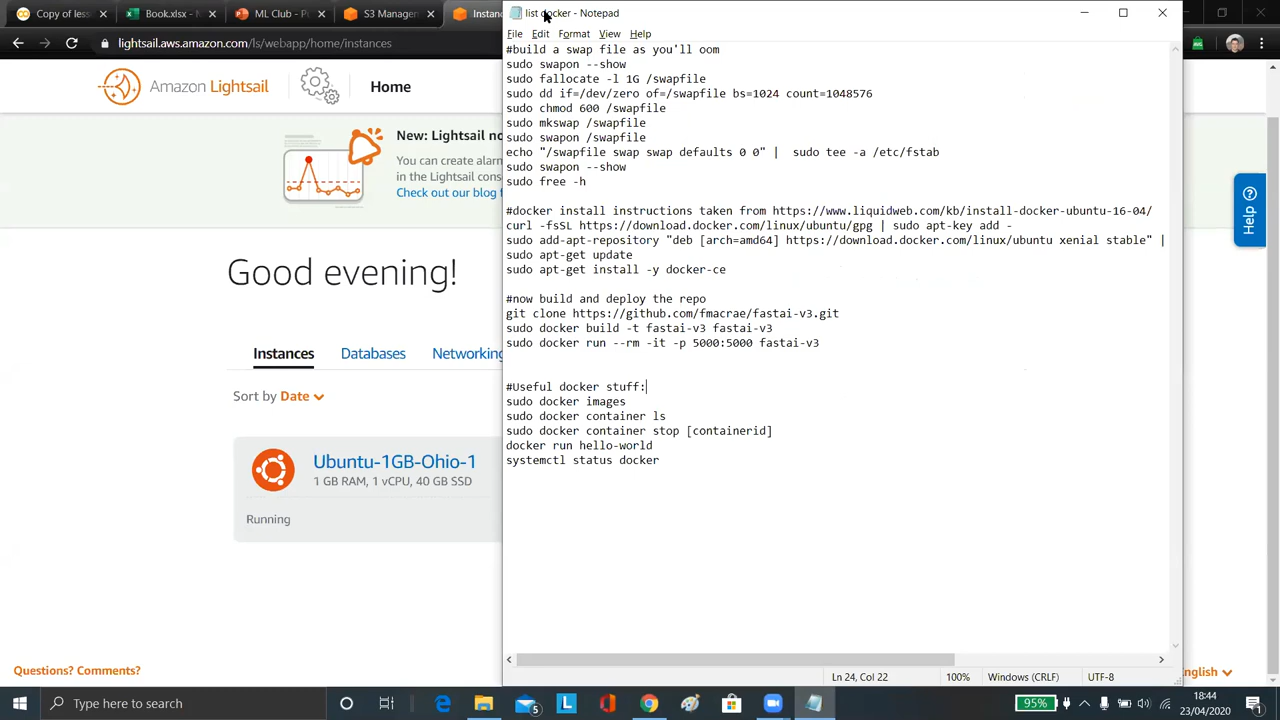 Copy of less
Book.xlsx - M
ML Cluster - Pu
S3 Managem
Instanc
list docker - Notepad
lightsail.aws.amazon.com/ls/webapp/home/instances
File Edit Format View Help
Amazon Lightsail
Home
New: Lightsail no
You can create alarm
in the Lightsail cons
Check out our blog f
Good evening!
Instances
Databases
Networking
Sort by Date
Ubuntu-1GB-Ohio-1
1 GB RAM, 1 vCPU, 40 GB SSD
Running
#build a swap file as you'll oom
sudo swapon --show
sudo fallocate -l 1G /swapfile
sudo dd if=/dev/zero of=/swapfile bs=1024 count=1048576
sudo chmod 600 /swapfile
sudo mkswap /swapfile
sudo swapon /swapfile
echo "/swapfile swap swap defaults 0 0" |  sudo tee -a /etc/fstab
sudo swapon --show
sudo free -h
#docker install instructions taken from https://www.liquidweb.com/kb/install-docker-ubuntu-16-04/
curl -fsSL https://download.docker.com/linux/ubuntu/gpg | sudo apt-key add -
sudo add-apt-repository "deb [arch=amd64] https://download.docker.com/linux/ubuntu xenial stable" |
sudo apt-get update
sudo apt-get install -y docker-ce
#now build and deploy the repo
git clone https://github.com/fmacrae/fastai-v3.git
sudo docker build -t fastai-v3 fastai-v3
sudo docker run --rm -it -p 5000:5000 fastai-v3
#Useful docker stuff:
sudo docker images
sudo docker container ls
sudo docker container stop [containerid]
docker run hello-world
systemctl status docker
Help
Questions? Comments?
nglish
Ln 24, Col 22
100%
Windows (CRLF)
UTF-8
Type here to search
5
L
95%
18:44
23/04/2020
1